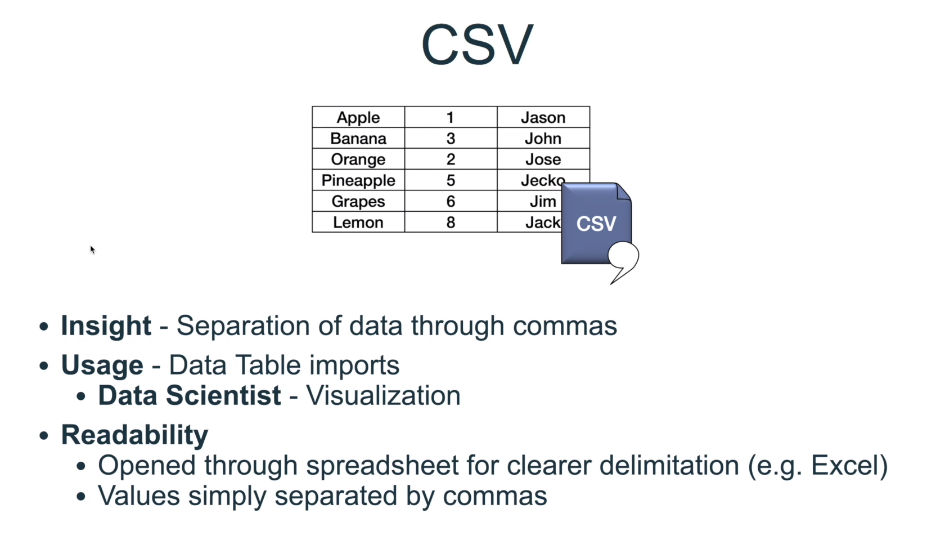 CSV
Apple 1 Jason
Banana 3 John
Orange 2 Jose
Pineapple 5 Jecko
Grapes 6 Jim
Lemon 8 Jack
CSV
• Insight - Separation of data through commas
• Usage - Data Table imports
• Data Scientist - Visualization
• Readability
• Opened through spreadsheet for clearer delimitation (e.g. Excel)
• Values simply separated by commas